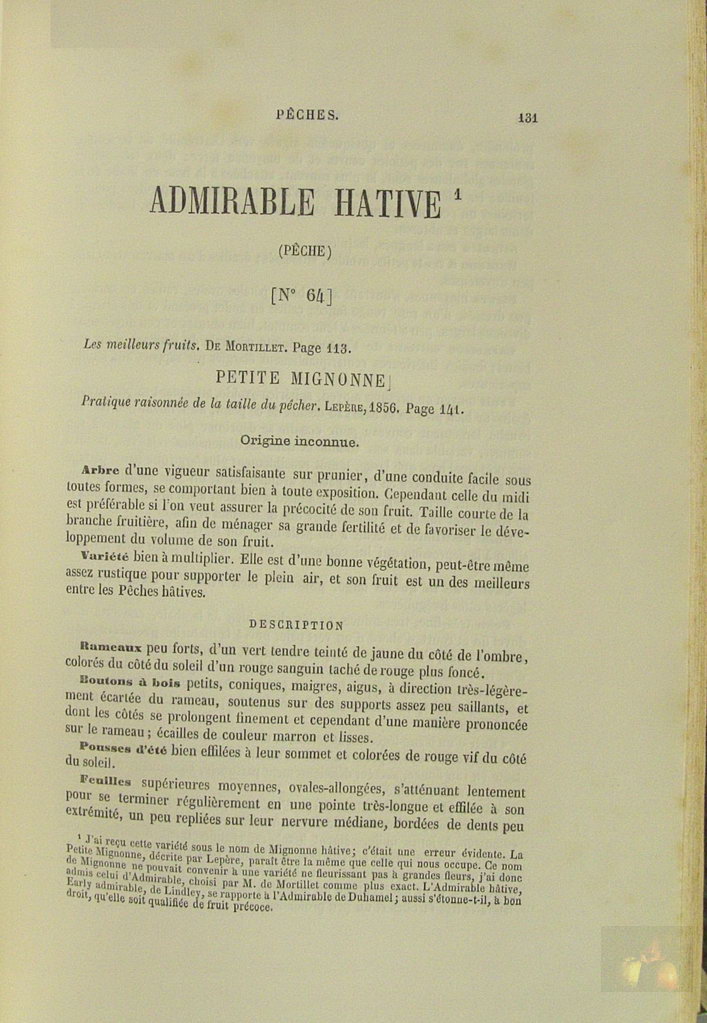 PÊCHES.
131
ADMIRABLE HATIVE ¹
(PÊCHE)
[N° 64]
Les meilleurs fruits. DE MORTILLET. Page 113.
PETITE MIGNONNE
Pratique raisonnée de la taille du pécher. LEPÈRE, 1856. Page 141.
Origine inconnue.
Arbre d'une vigueur satisfaisante sur prunier, d'une conduite facile sous
toutes formes, se comportant bien à toute exposition. Cependant celle du midi
est préférable si l'on veut assurer la précocité de son fruit. Taille courte de la
branche fruitière, afin de ménager sa grande fertilité et de favoriser le déve-
loppement du volume de son fruit.
Variété bien à multiplier. Elle est d'une bonne végétation, peut-être même
assez rustique pour supporter le plein air, et son fruit est un des meilleurs
entre les Pêches hâtives.
DESCRIPTION
Rameaux peu forts, d'un vert tendre teinté de jaune du côté de l'ombre,
colorés du côté du soleil d'un rouge sanguin taché de rouge plus foncé.
Boutons à bois petits, coniques, maigres, aigus, à direction très-légère-
ment écartée du rameau, soutenus sur des supports assez peu saillants, et
dont les côtés se prolongent finement et cependant d'une manière prononcée
sur le rameau ; écailles de couleur marron et lisses.
Pousses d'été bien effilées à leur sommet et colorées de rouge vif du côté
du soleil.
Feuilles supérieures moyennes, ovales-allongées, s'atténuant lentement
pour se terminer régulièrement en une pointe très-longue et effilée à son
extrémité, un peu repliées sur leur nervure médiane, bordées de dents peu
¹ J'ai reçu cette variété sous le nom de Mignonne hâtive; c'était une erreur évidente. La
Petite Mignonne, décrite par Lepère, paraît être la même que celle qui nous occupe. Ce nom
de Mignonne ne pouvait convenir à une variété ne fleurissant pas à grandes fleurs, j'ai donc
admis celui d'Admirable, choisi par M. de Mortillet comme plus exact. L'Admirable hâtive,
Early admirable, de Lindley, se rapporte à l'Admirable de Duhamel; aussi s'étonne-t-il, à bon
droit, qu'elle soit qualifiée de fruit précoce.